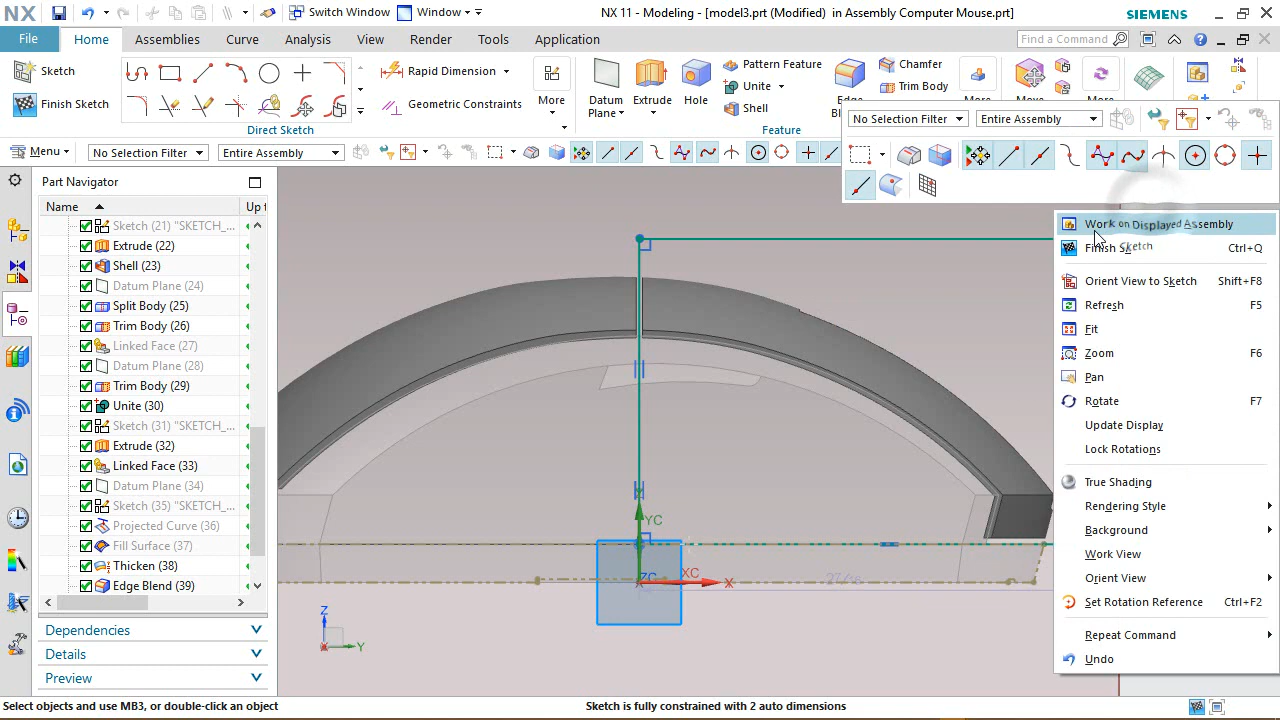 NX
Switch Window
Window
NX 11 - Modeling - [model3.prt (Modified) in Assembly Computer Mouse.prt]
SIEMENS
File
Home
Assemblies
Curve
Analysis
View
Render
Tools
Application
Find a Command
Sketch
Finish Sketch
Direct Sketch
Rapid Dimension
Geometric Constraints
More
Datum
Plane
Extrude
Hole
Pattern Feature
Unite
Shell
Feature
Edge
Chamfer
Trim Body
More
Move
More
No Selection Filter
Entire Assembly
Menu
No Selection Filter
Entire Assembly
Part Navigator
Name
Sketch (21) "SKETCH_...
Extrude (22)
Shell (23)
Datum Plane (24)
Split Body (25)
Trim Body (26)
Linked Face (27)
Datum Plane (28)
Trim Body (29)
Unite (30)
Sketch (31) "SKETCH_...
Extrude (32)
Linked Face (33)
Datum Plane (34)
Sketch (35) "SKETCH_...
Projected Curve (36)
Fill Surface (37)
Thicken (38)
Edge Blend (39)
Dependencies
Details
Preview
YC
XC
X
ZC
Z
Y
Work on Displayed Assembly
Finish Sk
Sketch
Ctrl+Q
Orient View to Sketch Shift+F8
Refresh F5
Fit
Zoom F6
Pan
Rotate F7
Update Display
Lock Rotations
True Shading
Rendering Style
Background
Work View
Orient View
Set Rotation Reference Ctrl+F2
Repeat Command
Undo
Select objects and use MB3, or double-click an object
Sketch is fully constrained with 2 auto dimensions